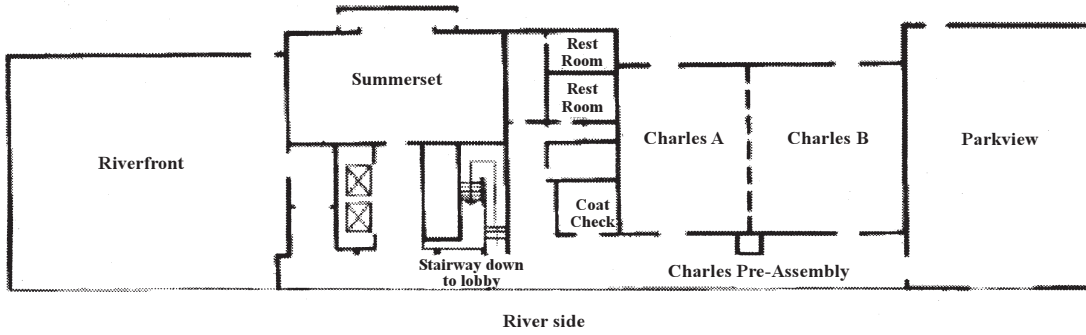 Rest
Room
Summerset
Rest
Room
Riverfront
Charles A
Charles B
Parkview
Coat
Check
Stairway down
to lobby
Charles Pre-Assembly
River side